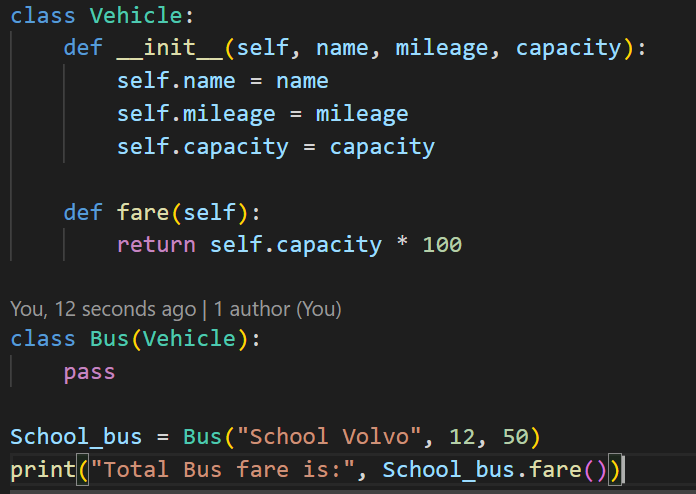 class Vehicle:
    def __init__(self, name, mileage, capacity):
        self.name = name
        self.mileage = mileage
        self.capacity = capacity

    def fare(self):
        return self.capacity * 100

You, 12 seconds ago | 1 author (You)
class Bus(Vehicle):
    pass

School_bus = Bus("School Volvo", 12, 50)
print("Total Bus fare is:", School_bus.fare())